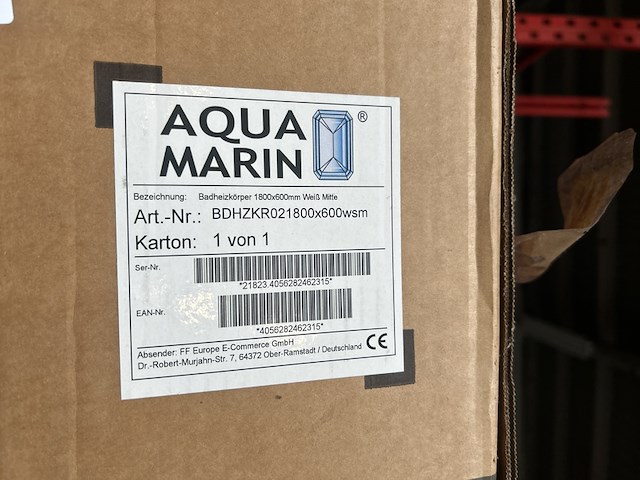 AQUA
MARIN
®
Bezeichnung: Badheizkörper 1800x600mm Weiß Mitte
Art.-Nr.: BDHZKR021800x600wsm
Karton: 1 von 1
Ser-Nr.
*21823.4056282462315*
EAN-Nr.
*4056282462315*
Absender: FF Europe E-Commerce GmbH
Dr.-Robert-Murjahn-Str. 7, 64372 Ober-Ramstadt / Deutschland
CE